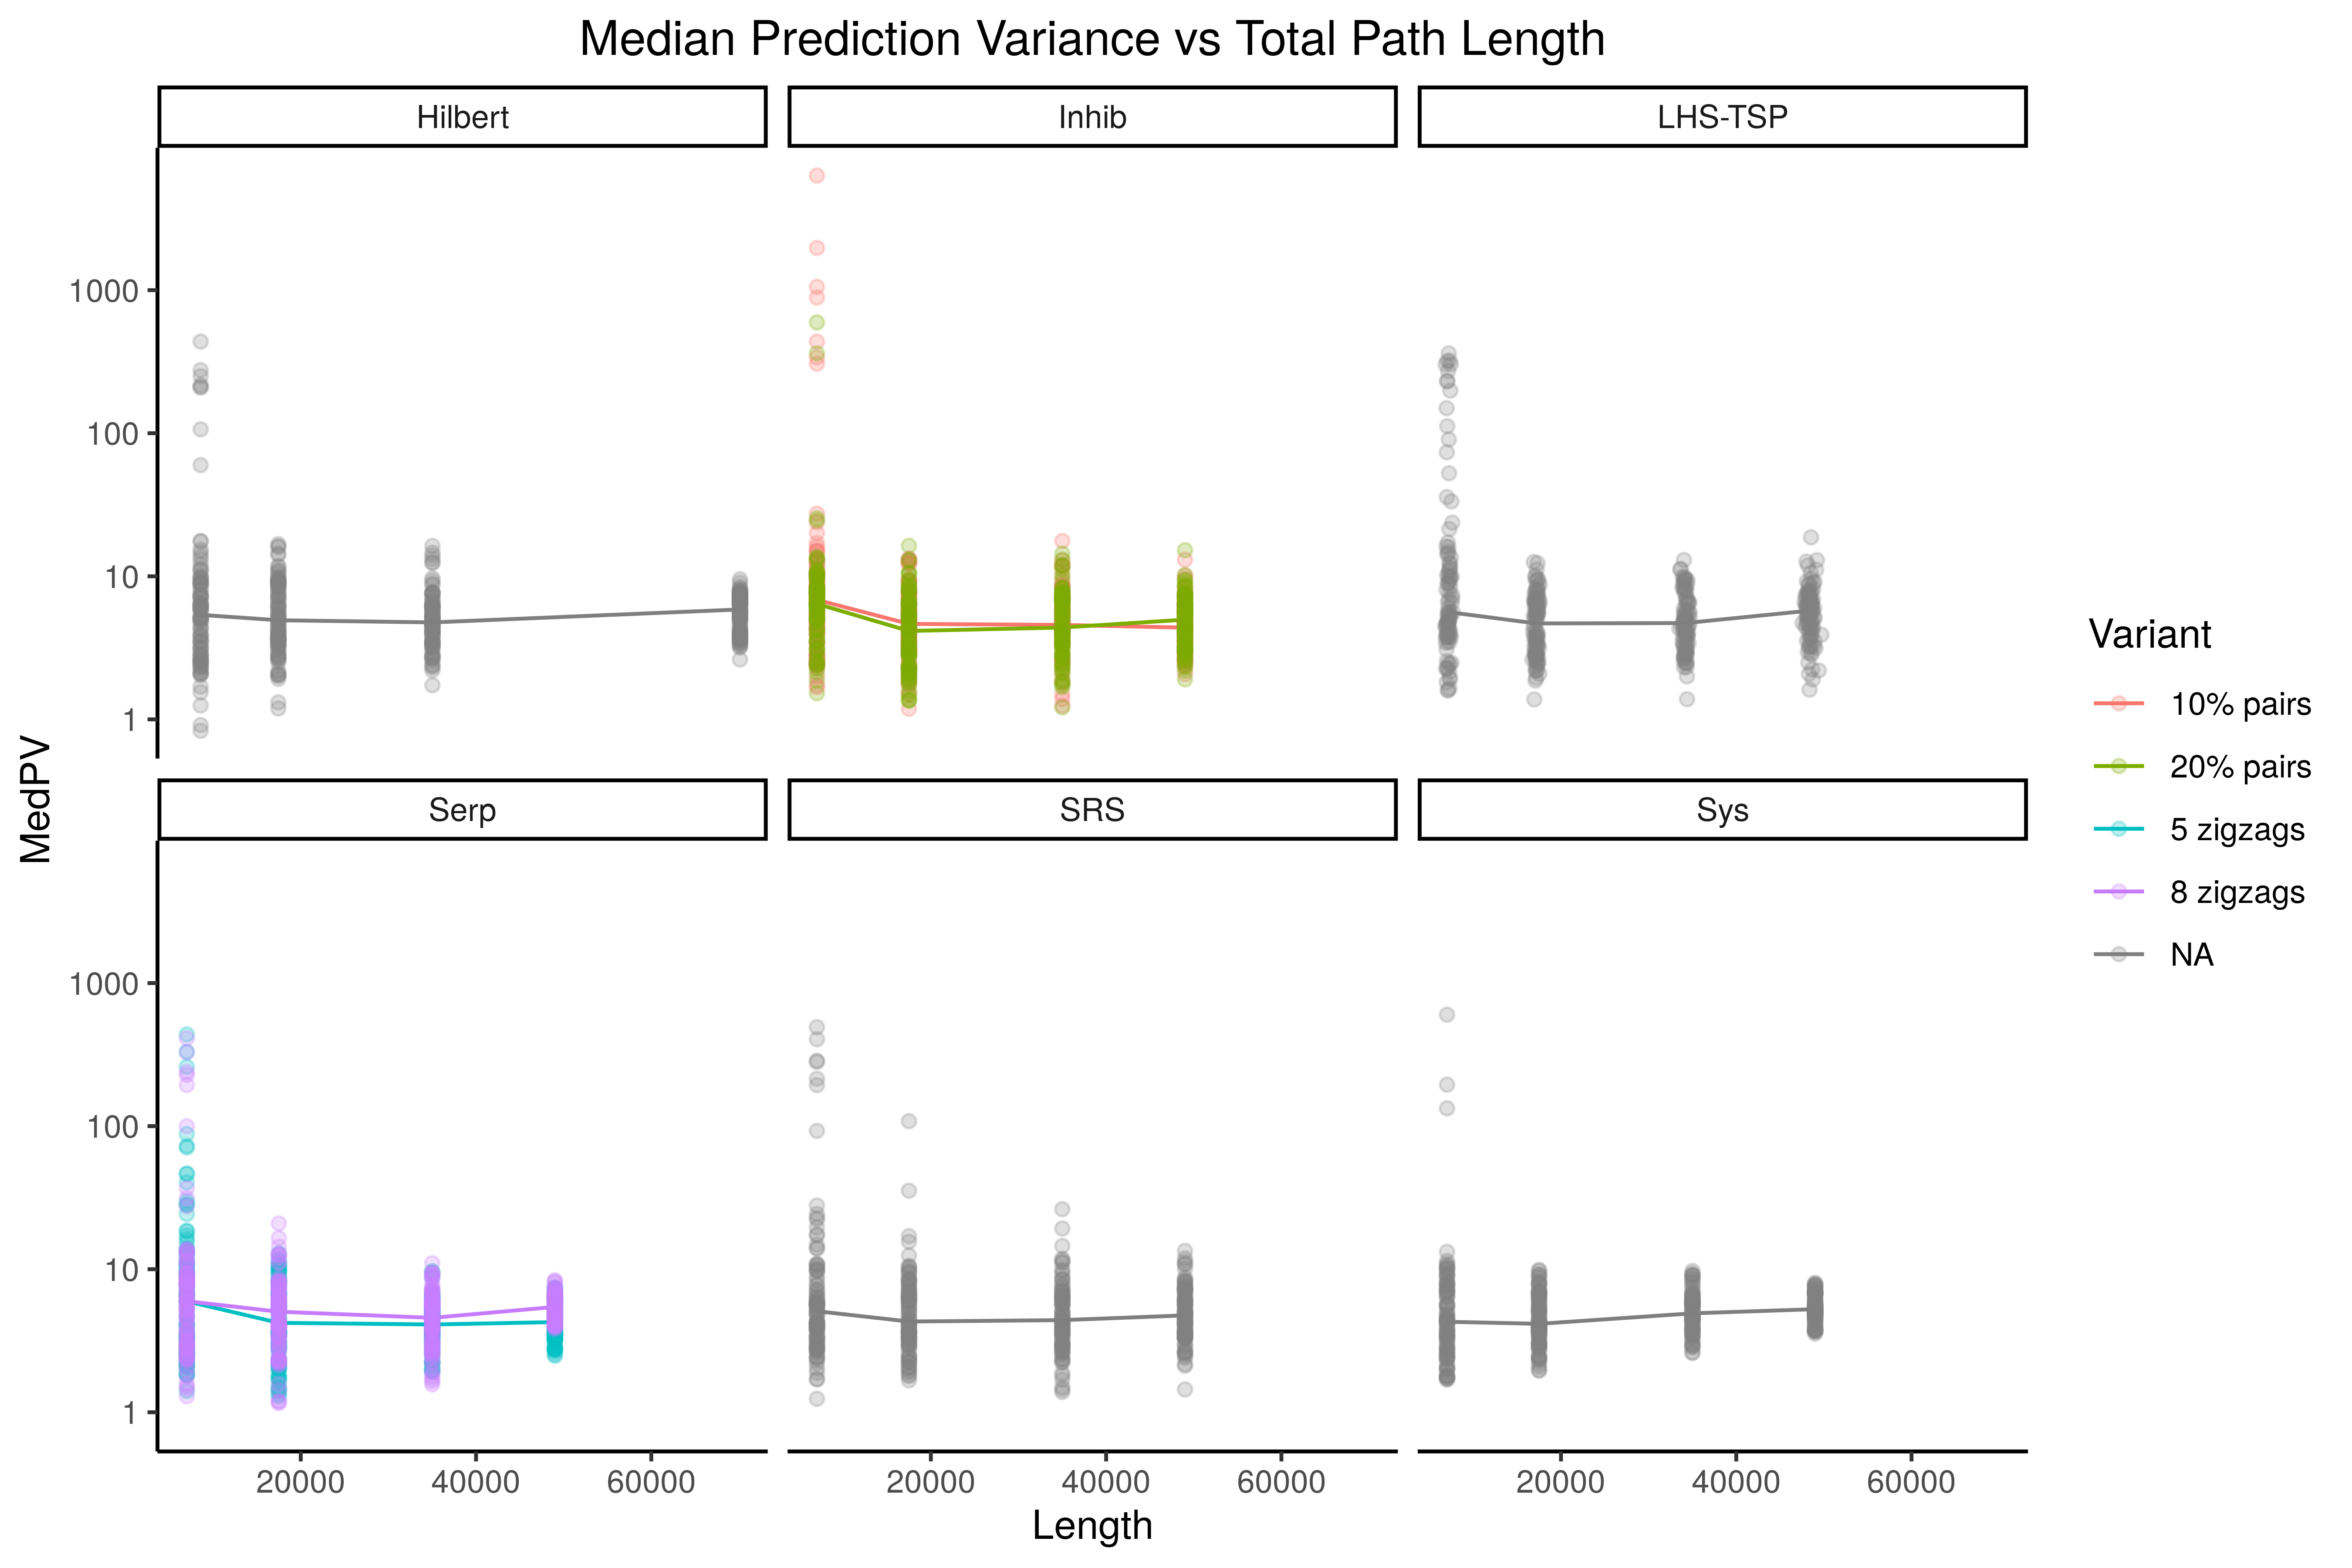 Median Prediction Variance vs Total Path Length
Hilbert
Inhib
LHS-TSP
1000
100
10
1
MedPV
Serp
SRS
Sys
1000
100
10
1
20000 40000 60000
20000 40000 60000
20000 40000 60000
Length
Variant
10% pairs
20% pairs
5 zigzags
8 zigzags
NA